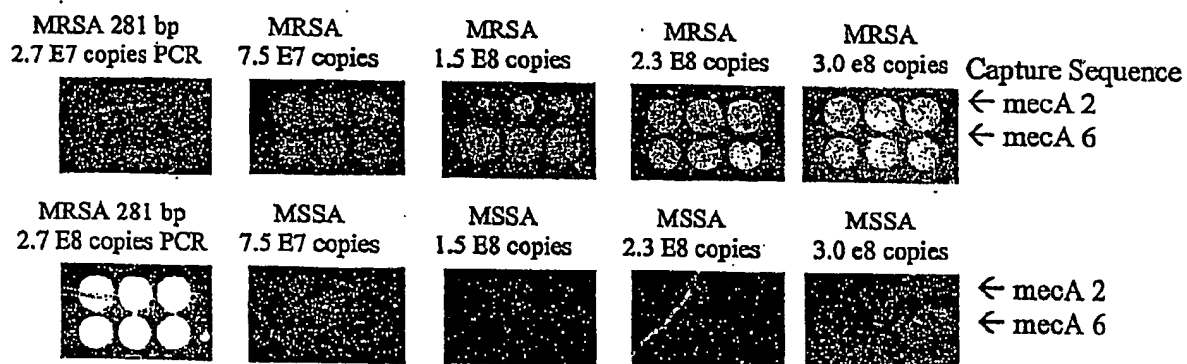 MRSA 281 bp
2.7 E7 copies PCR
MRSA
7.5 E7 copies
MRSA
1.5 E8 copies
MRSA
2.3 E8 copies
MRSA
3.0 e8 copies
Capture Sequence
← mecA 2
← mecA 6
MRSA 281 bp
2.7 E8 copies PCR
MSSA
7.5 E7 copies
MSSA
1.5 E8 copies
MSSA
2.3 E8 copies
MSSA
3.0 e8 copies
← mecA 2
← mecA 6